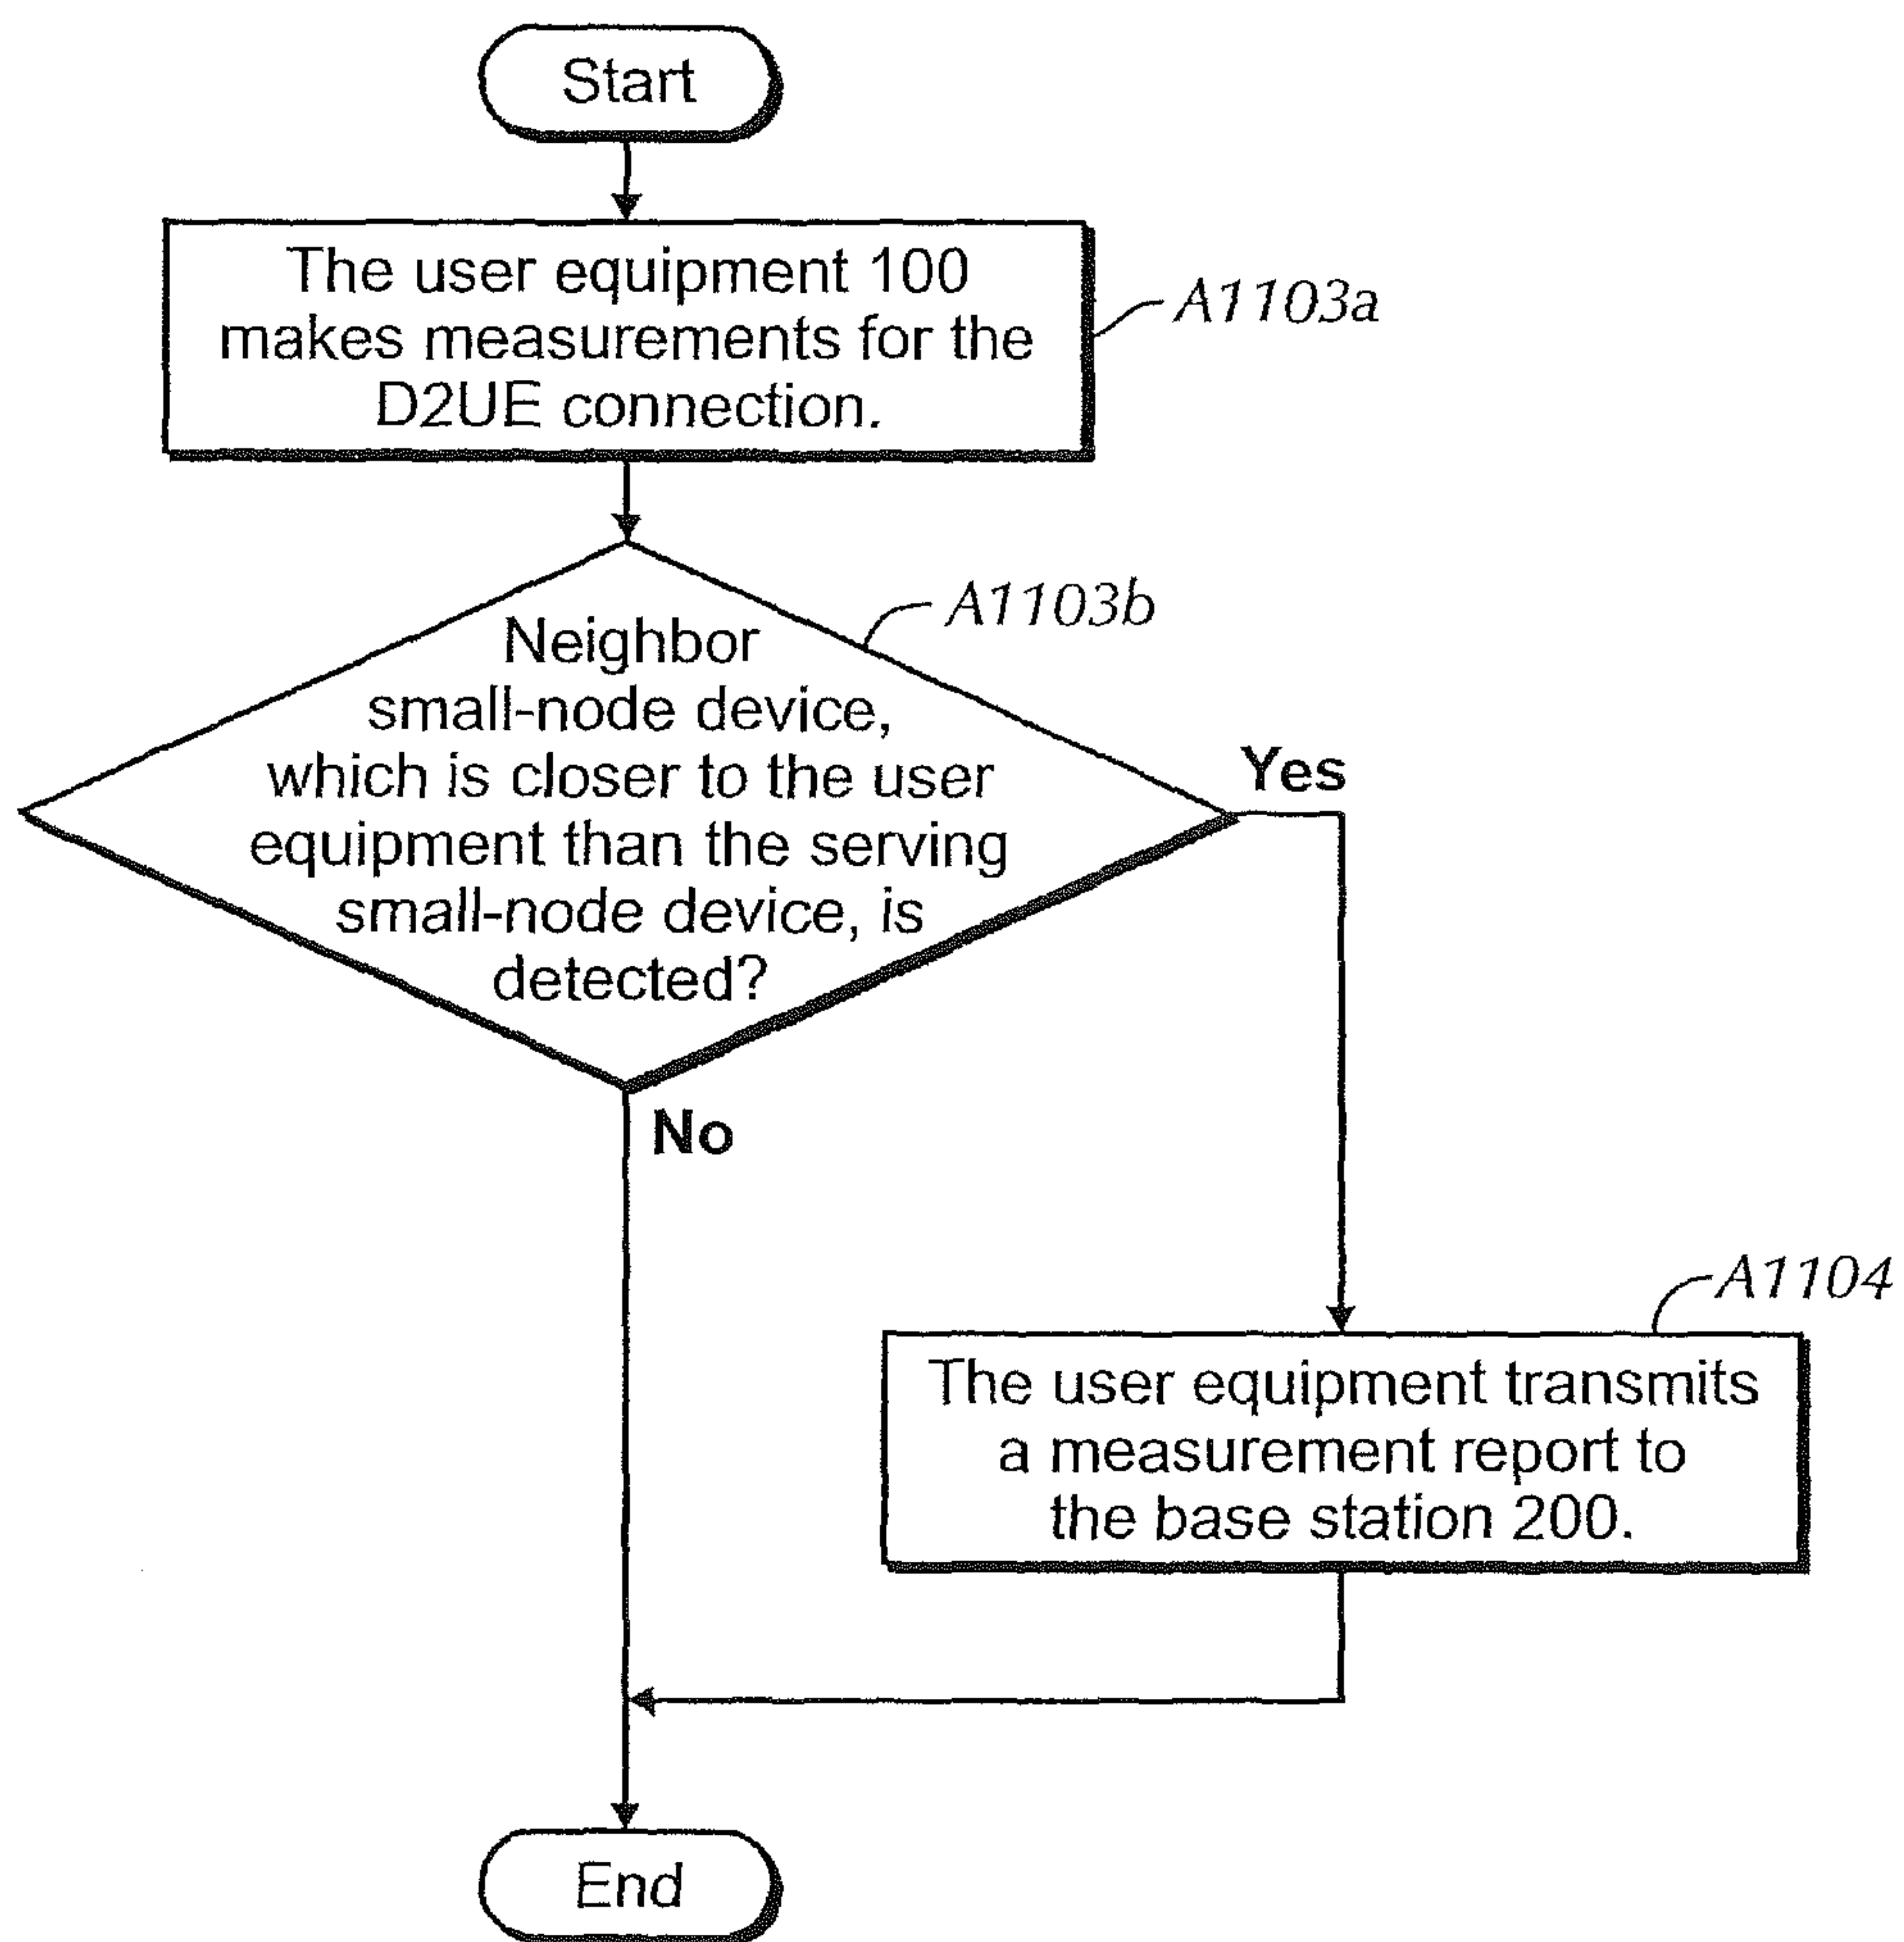 Start
The user equipment 100
makes measurements for the
D2UE connection.
A1103a
A1103b
Neighbor
small-node device,
which is closer to the user
equipment than the serving
small-node device, is
detected?
Yes
No
A1104
The user equipment transmits
a measurement report to
the base station 200.
End